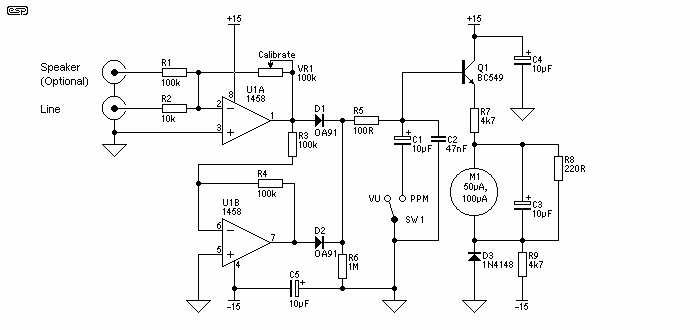 esp
+15
+15
Calibrate
Speaker
(Optional)
R1
100k
VR1
100k
Q1
BC549
C4
10µF
Line
R2
10k
U1A
1458
8
2
3
1
D1
OA91
R5
100R
R7
4k7
R3
100k
C1
10µF
C2
47nF
R8
220R
R4
100k
M1
50µA,
100µA
VU
PPM
SW1
C3
10µF
U1B
1458
6
5
7
4
D2
OA91
R6
1M
D3
1N4148
R9
4k7
C5
10µF
-15
-15
+
+
+
+